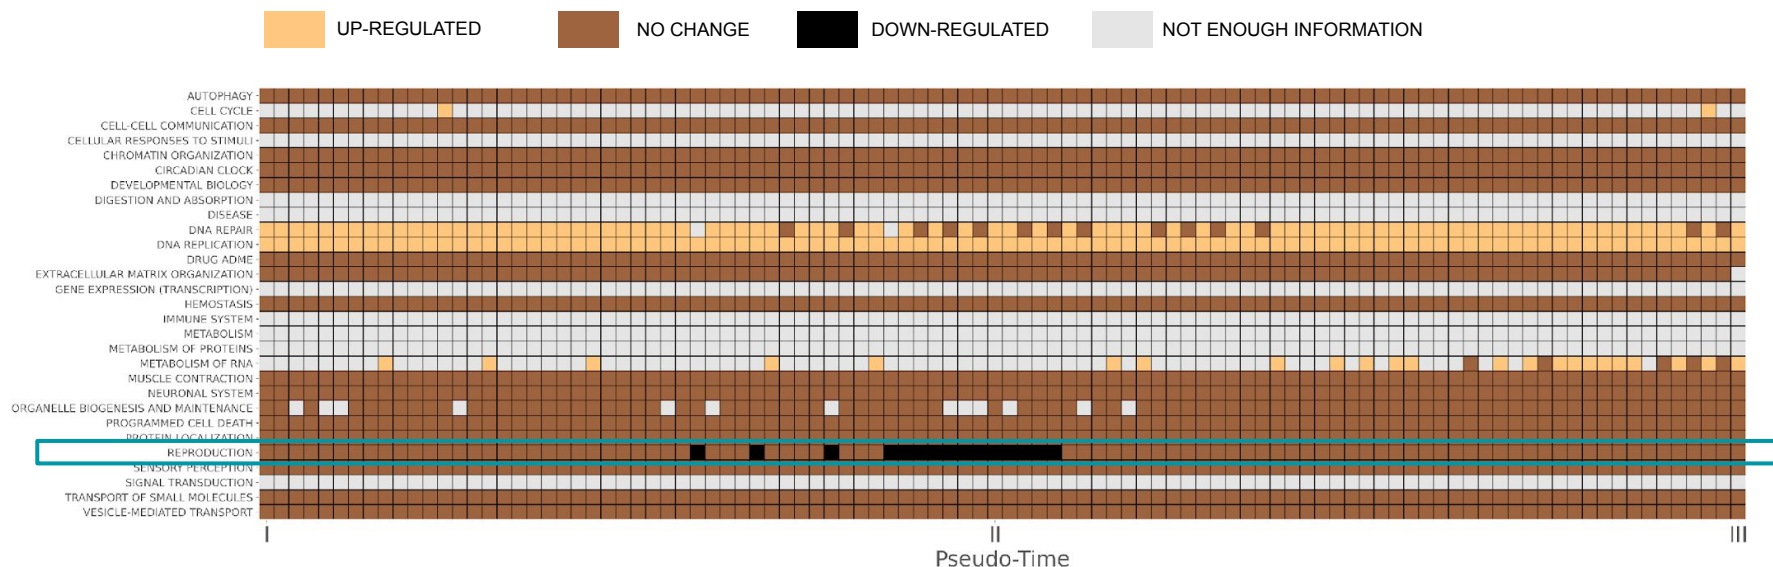 UP-REGULATED
NO CHANGE
DOWN-REGULATED
NOT ENOUGH INFORMATION
AUTOPHAGY
CELL CYCLE
CELL-CELL COMMUNICATION
CELLULAR RESPONSES TO STIMULI
CHROMATIN ORGANIZATION
CIRCADIAN CLOCK
DEVELOPMENTAL BIOLOGY
DIGESTION AND ABSORPTION
DISEASE
DNA REPAIR
DNA REPLICATION
DRUG ADME
EXTRACELLULAR MATRIX ORGANIZATION
GENE EXPRESSION (TRANSCRIPTION)
HEMOSTASIS
IMMUNE SYSTEM
METABOLISM
METABOLISM OF PROTEINS
METABOLISM OF RNA
MUSCLE CONTRACTION
NEURONAL SYSTEM
ORGANELLE BIOGENESIS AND MAINTENANCE
PROGRAMMED CELL DEATH
PROTEIN LOCALIZATION
REPRODUCTION
SENSORY PERCEPTION
SIGNAL TRANSDUCTION
TRANSPORT OF SMALL MOLECULES
VESICLE-MEDIATED TRANSPORT
I II III
Pseudo-Time